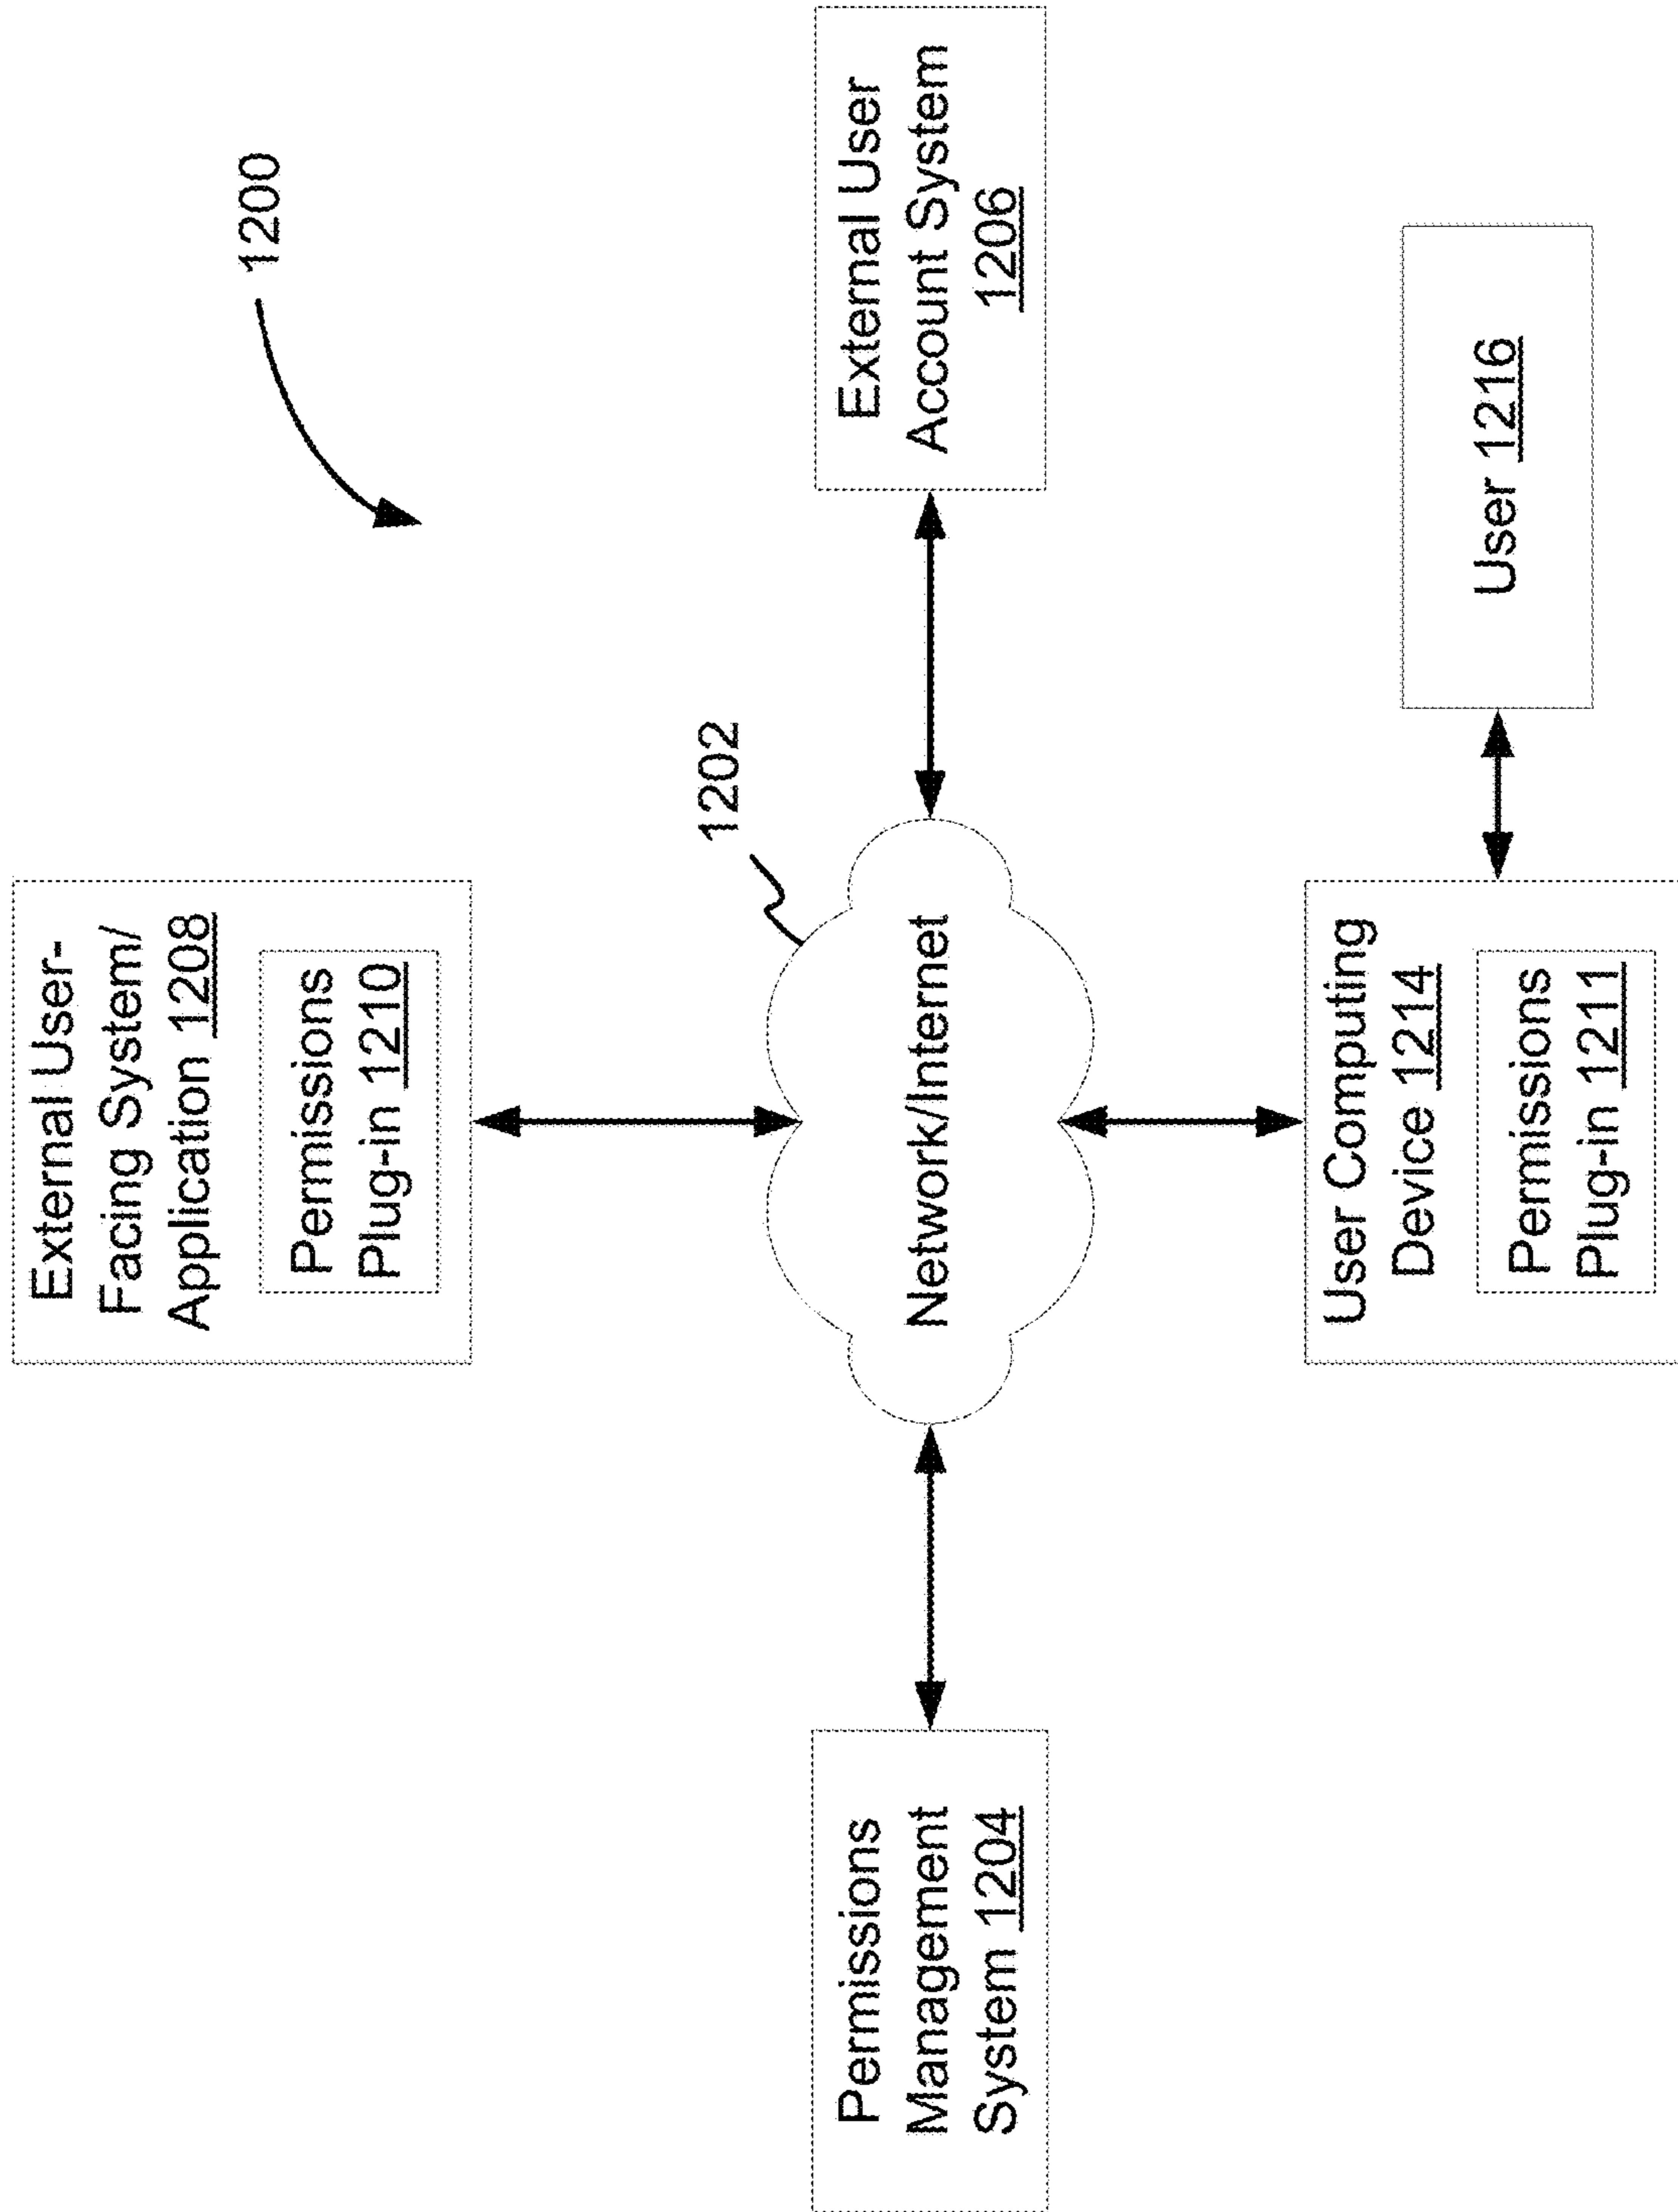 1200
External User-
Facing System/
Application 1208
Permissions
Plug-in 1210
1202
Permissions
Management
System 1204
Network/Internet
External User
Account System
1206
User Computing
Device 1214
Permissions
Plug-in 1211
User 1216